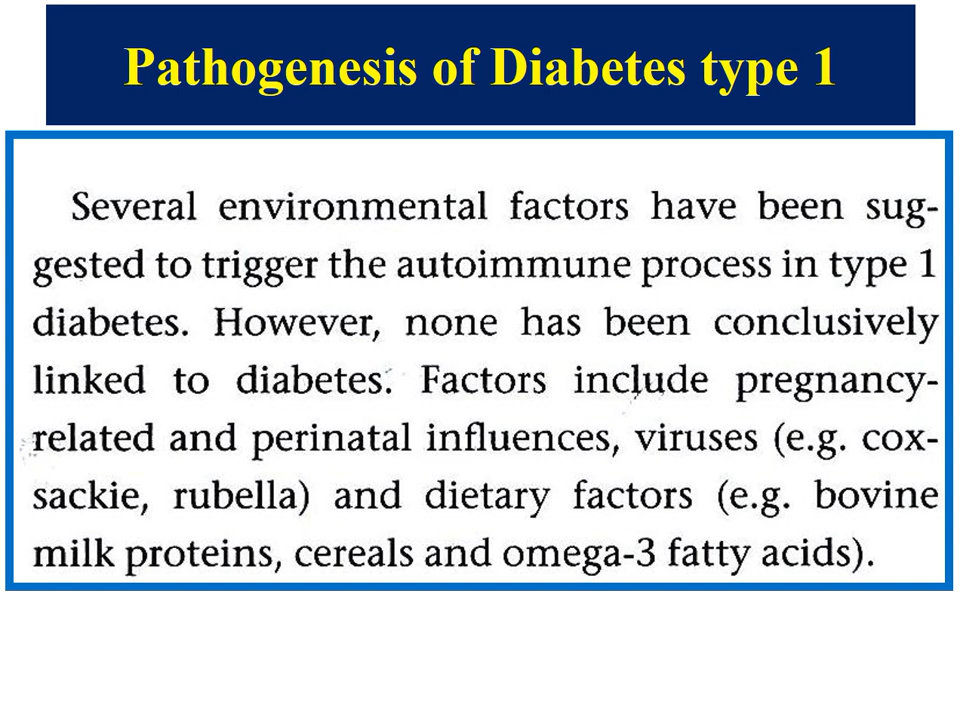 Pathogenesis of Diabetes type 1
Several environmental factors have been sug-
gested to trigger the autoimmune process in type 1
diabetes. However, none has been conclusively
linked to diabetes. Factors include pregnancy-
related and perinatal influences, viruses (e.g. cox-
sackie, rubella) and dietary factors (e.g. bovine
milk proteins, cereals and omega-3 fatty acids).